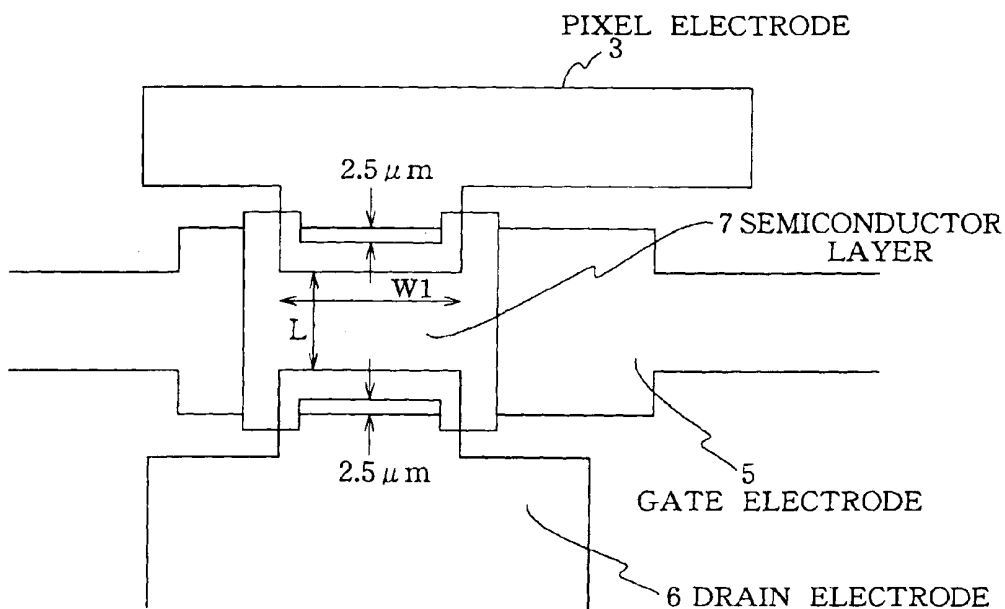 PIXEL ELECTRODE
3
2.5 μm
7 SEMICONDUCTOR
LAYER
W1
L
2.5 μm
5
GATE ELECTRODE
6 DRAIN ELECTRODE